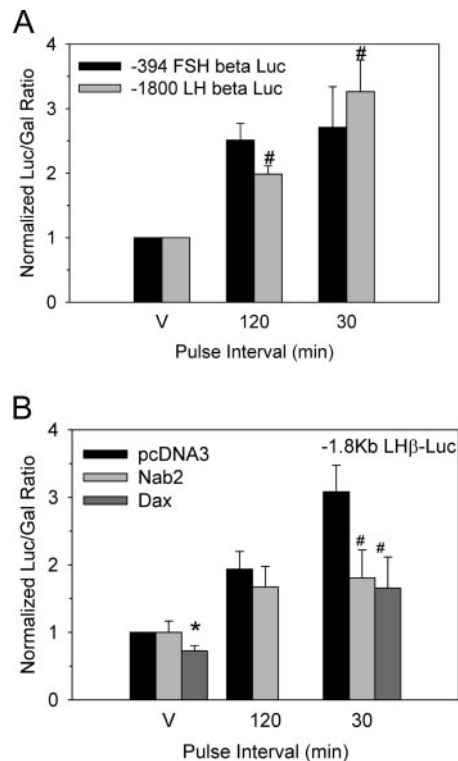 A
-394 FSH beta Luc
-1800 LH beta Luc
Normalized Luc/Gal Ratio
4
3
2
1
0
#
#
V 120 30
Pulse Interval (min)
B
pcDNA3
Nab2
Dax
-1.8Kb LHβ-Luc
Normalized Luc/Gal Ratio
4
3
2
1
0
*
# #
V 120 30
Pulse Interval (min)